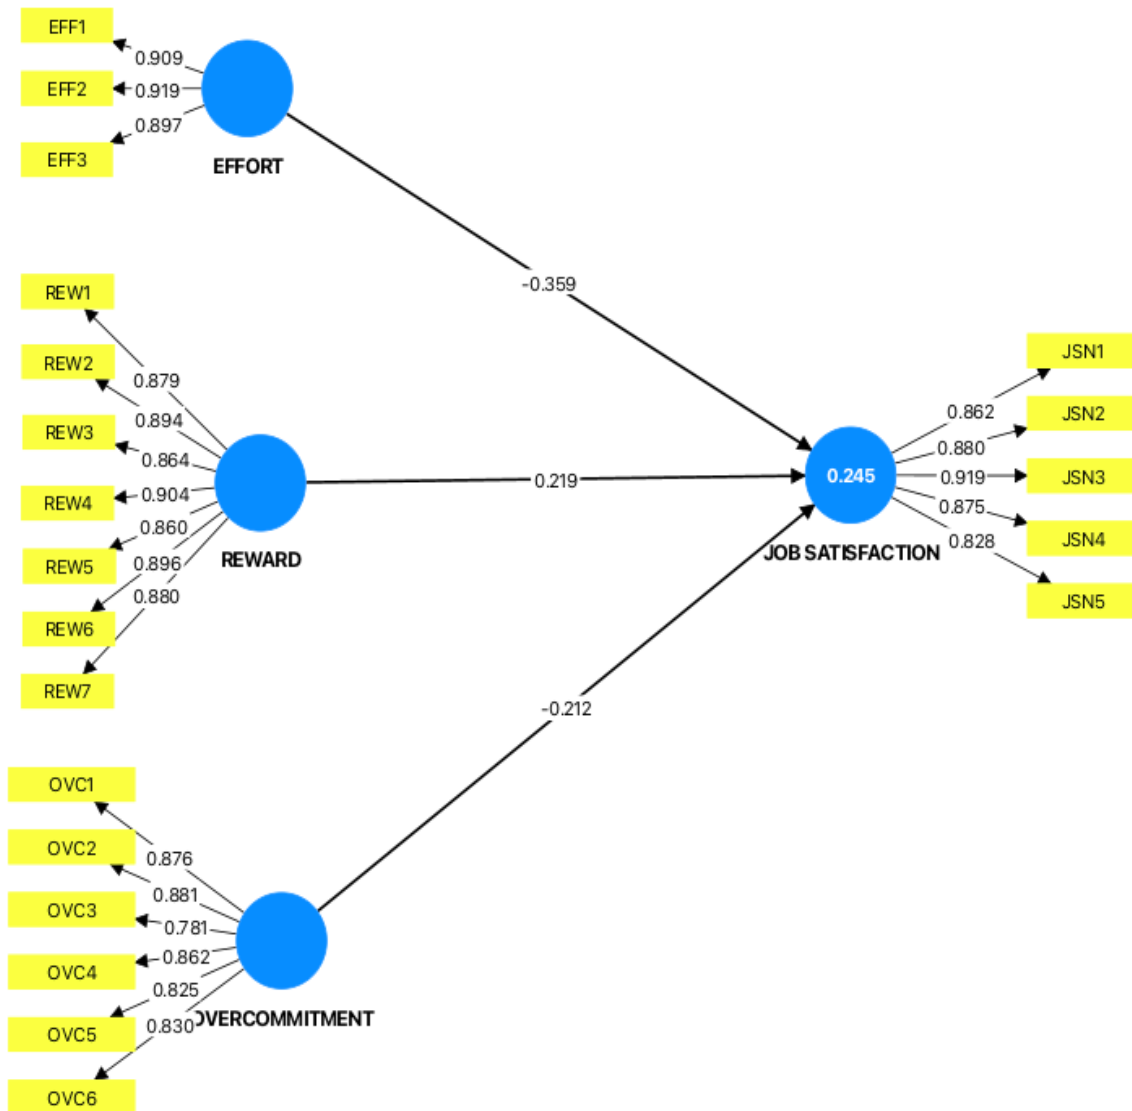 EFF1
0.909
EFF2
0.919
0.897
EFF3
EFFORT
-0.359
REW1
0.879
REW2
0.894
REW3
0.864
REW4
0.904
0.860
REW5
0.896
0.880
REW6
REW7
REWARD
0.219
0.245
JOB SATISFACTION
JSN1
0.862
JSN2
0.880
JSN3
0.919
0.875
JSN4
0.828
JSN5
-0.212
OVC1
0.876
OVC2
0.881
OVC3
0.781
0.862
OVC4
0.825
OVC5
0.830
OVERCOMMITMENT
OVC6